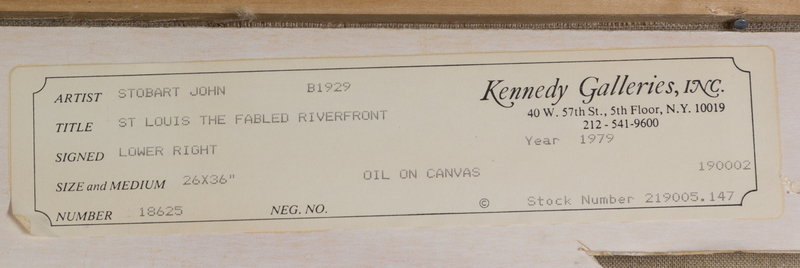 ARTIST STOBART JOHN B1929
Kennedy Galleries, INC.
40 W. 57th St., 5th Floor, N.Y. 10019
212 - 541-9600
TITLE ST LOUIS THE FABLED RIVERFRONT
Year 1979
SIGNED LOWER RIGHT
190002
SIZE and MEDIUM 26X36" OIL ON CANVAS
NUMBER 18625 NEG. NO. © Stock Number 219005.147